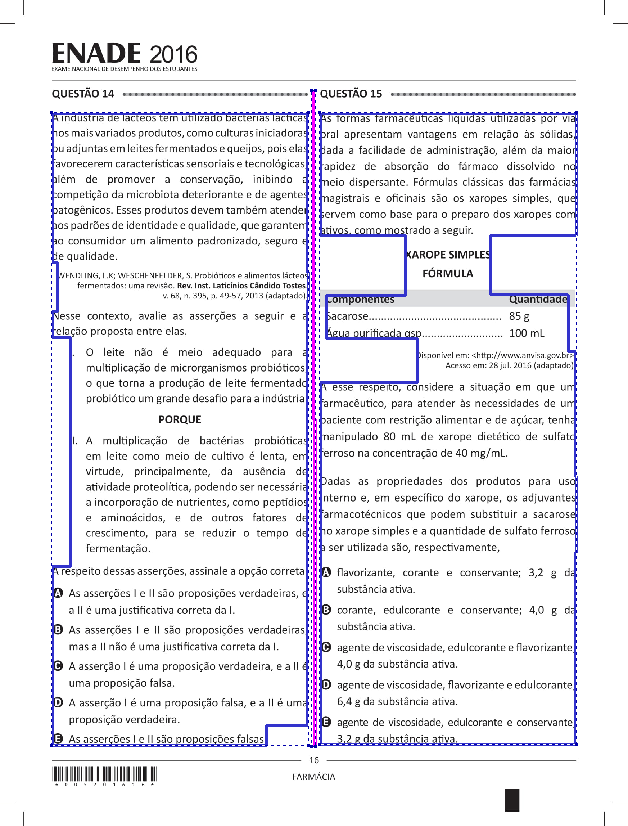 ENADE 2016
EXAME NACIONAL DE DESEMPENHO DOS ESTUDANTES
QUESTÃO 14
A indústria de lácteos tem utilizado bactérias lácticas
nos mais variados produtos, como culturas iniciadoras
ou adjuntas em leites fermentados e queijos, pois elas
favorecerem características sensoriais e tecnológicas,
além de promover a conservação, inibindo a
competição da microbiota deteriorante e de agentes
patogênicos. Esses produtos devem também atender
aos padrões de identidade e qualidade, que garantem
ao consumidor um alimento padronizado, seguro e
de qualidade.
WENDLING, L.K; WESCHENFELDER, S. Probióticos e alimentos lácteos
fermentados: uma revisão. Rev. Inst. Laticínios Cândido Tostes,
v. 68, n. 395, p. 49-57, 2013 (adaptado).
Nesse contexto, avalie as asserções a seguir e a
relação proposta entre elas.
I. O leite não é meio adequado para a
multiplicação de microrganismos probióticos,
o que torna a produção de leite fermentado
probiótico um grande desafio para a indústria.
PORQUE
II. A multiplicação de bactérias probióticas
em leite como meio de cultivo é lenta, em
virtude, principalmente, da ausência de
atividade proteolítica, podendo ser necessária
a incorporação de nutrientes, como peptídios
e aminoácidos, e de outros fatores de
crescimento, para se reduzir o tempo de
fermentação.
A respeito dessas asserções, assinale a opção correta.
A As asserções I e II são proposições verdadeiras, e
a II é uma justificativa correta da I.
B As asserções I e II são proposições verdadeiras,
mas a II não é uma justificativa correta da I.
C A asserção I é uma proposição verdadeira, e a II é
uma proposição falsa.
D A asserção I é uma proposição falsa, e a II é uma
proposição verdadeira.
E As asserções I e II são proposições falsas.
QUESTÃO 15
As formas farmacêuticas líquidas utilizadas por via
oral apresentam vantagens em relação às sólidas,
dada a facilidade de administração, além da maior
rapidez de absorção do fármaco dissolvido no
meio dispersante. Fórmulas clássicas das farmácias
magistrais e oficinais são os xaropes simples, que
servem como base para o preparo dos xaropes com
ativos, como mostrado a seguir.
XAROPE SIMPLES
FÓRMULA
Componentes Quantidade
Sacarose............................................. 85 g
Água purificada qsp........................... 100 mL
Disponível em: <http://www.anvisa.gov.br>.
Acesso em: 28 jul. 2016 (adaptado).
A esse respeito, considere a situação em que um
farmacêutico, para atender às necessidades de um
paciente com restrição alimentar e de açúcar, tenha
manipulado 80 mL de xarope dietético de sulfato
ferroso na concentração de 40 mg/mL.
Dadas as propriedades dos produtos para uso
interno e, em específico do xarope, os adjuvantes
farmacotécnicos que podem substituir a sacarose
no xarope simples e a quantidade de sulfato ferroso
a ser utilizada são, respectivamente,
A flavorizante, corante e conservante; 3,2 g da
substância ativa.
B corante, edulcorante e conservante; 4,0 g da
substância ativa.
C agente de viscosidade, edulcorante e flavorizante;
4,0 g da substância ativa.
D agente de viscosidade, flavorizante e edulcorante;
6,4 g da substância ativa.
E agente de viscosidade, edulcorante e conservante;
3,2 g da substância ativa.
16
FARMÁCIA